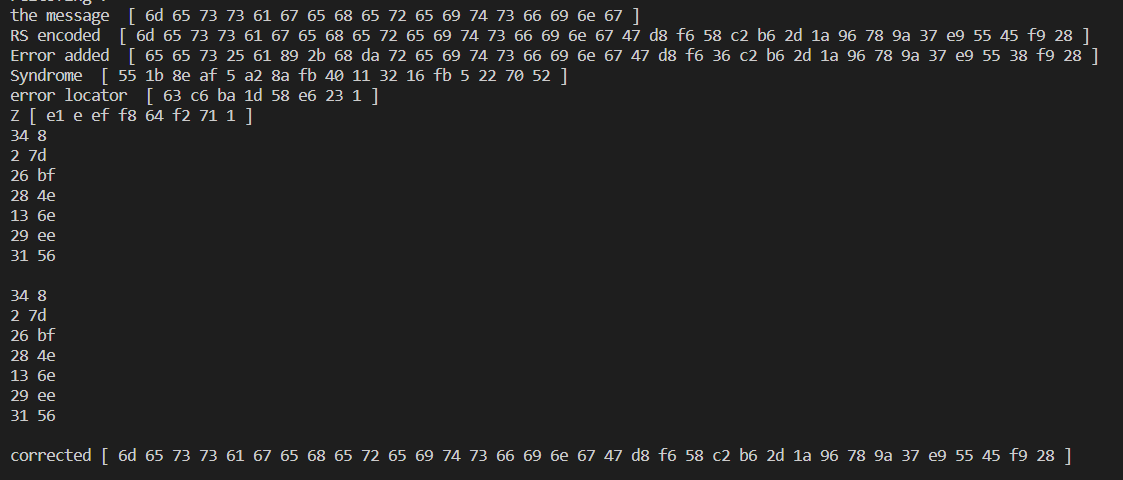 the message [ 6d 65 73 73 61 67 65 68 65 72 65 69 74 73 66 69 6e 67 ]
RS encoded [ 6d 65 73 73 61 67 65 68 65 72 65 69 74 73 66 69 6e 67 47 d8 f6 58 c2 b6 2d 1a 96 78 9a 37 e9 55 45 f9 28 ]
Error added [ 65 65 73 25 61 89 2b 68 da 72 65 69 74 73 66 69 6e 67 47 d8 f6 36 c2 b6 2d 1a 96 78 9a 37 e9 55 38 f9 28 ]
Syndrome [ 55 1b 8e af 5 a2 8a fb 40 11 32 16 fb 5 22 70 52 ]
error locator [ 63 c6 ba 1d 58 e6 23 1 ]
Z [ e1 e ef f8 64 f2 71 1 ]
34 8
2 7d
26 bf
28 4e
13 6e
29 ee
31 56
34 8
2 7d
26 bf
28 4e
13 6e
29 ee
31 56
corrected [ 6d 65 73 73 61 67 65 68 65 72 65 69 74 73 66 69 6e 67 47 d8 f6 58 c2 b6 2d 1a 96 78 9a 37 e9 55 45 f9 28 ]